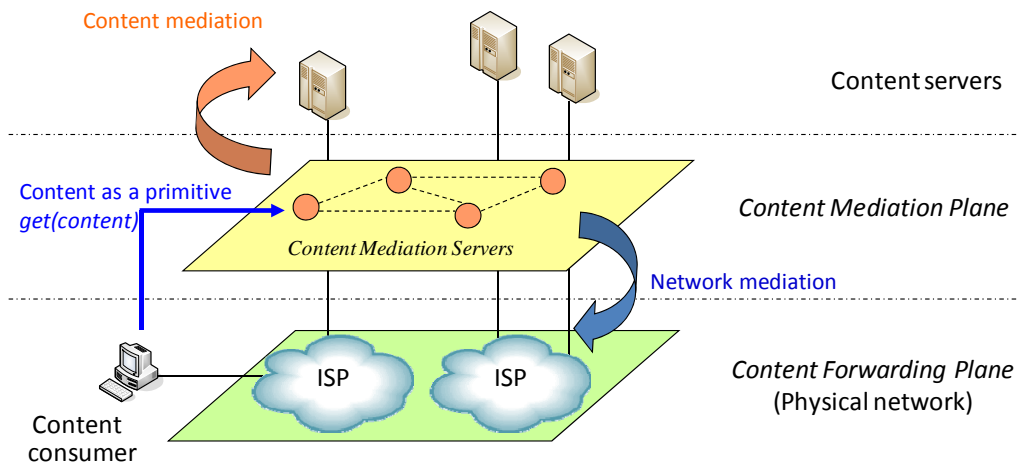 Content mediation
Content servers
Content as a primitive
get(content)
Content Mediation Plane
Content Mediation Servers
Network mediation
ISP
ISP
Content Forwarding Plane
(Physical network)
Content
consumer